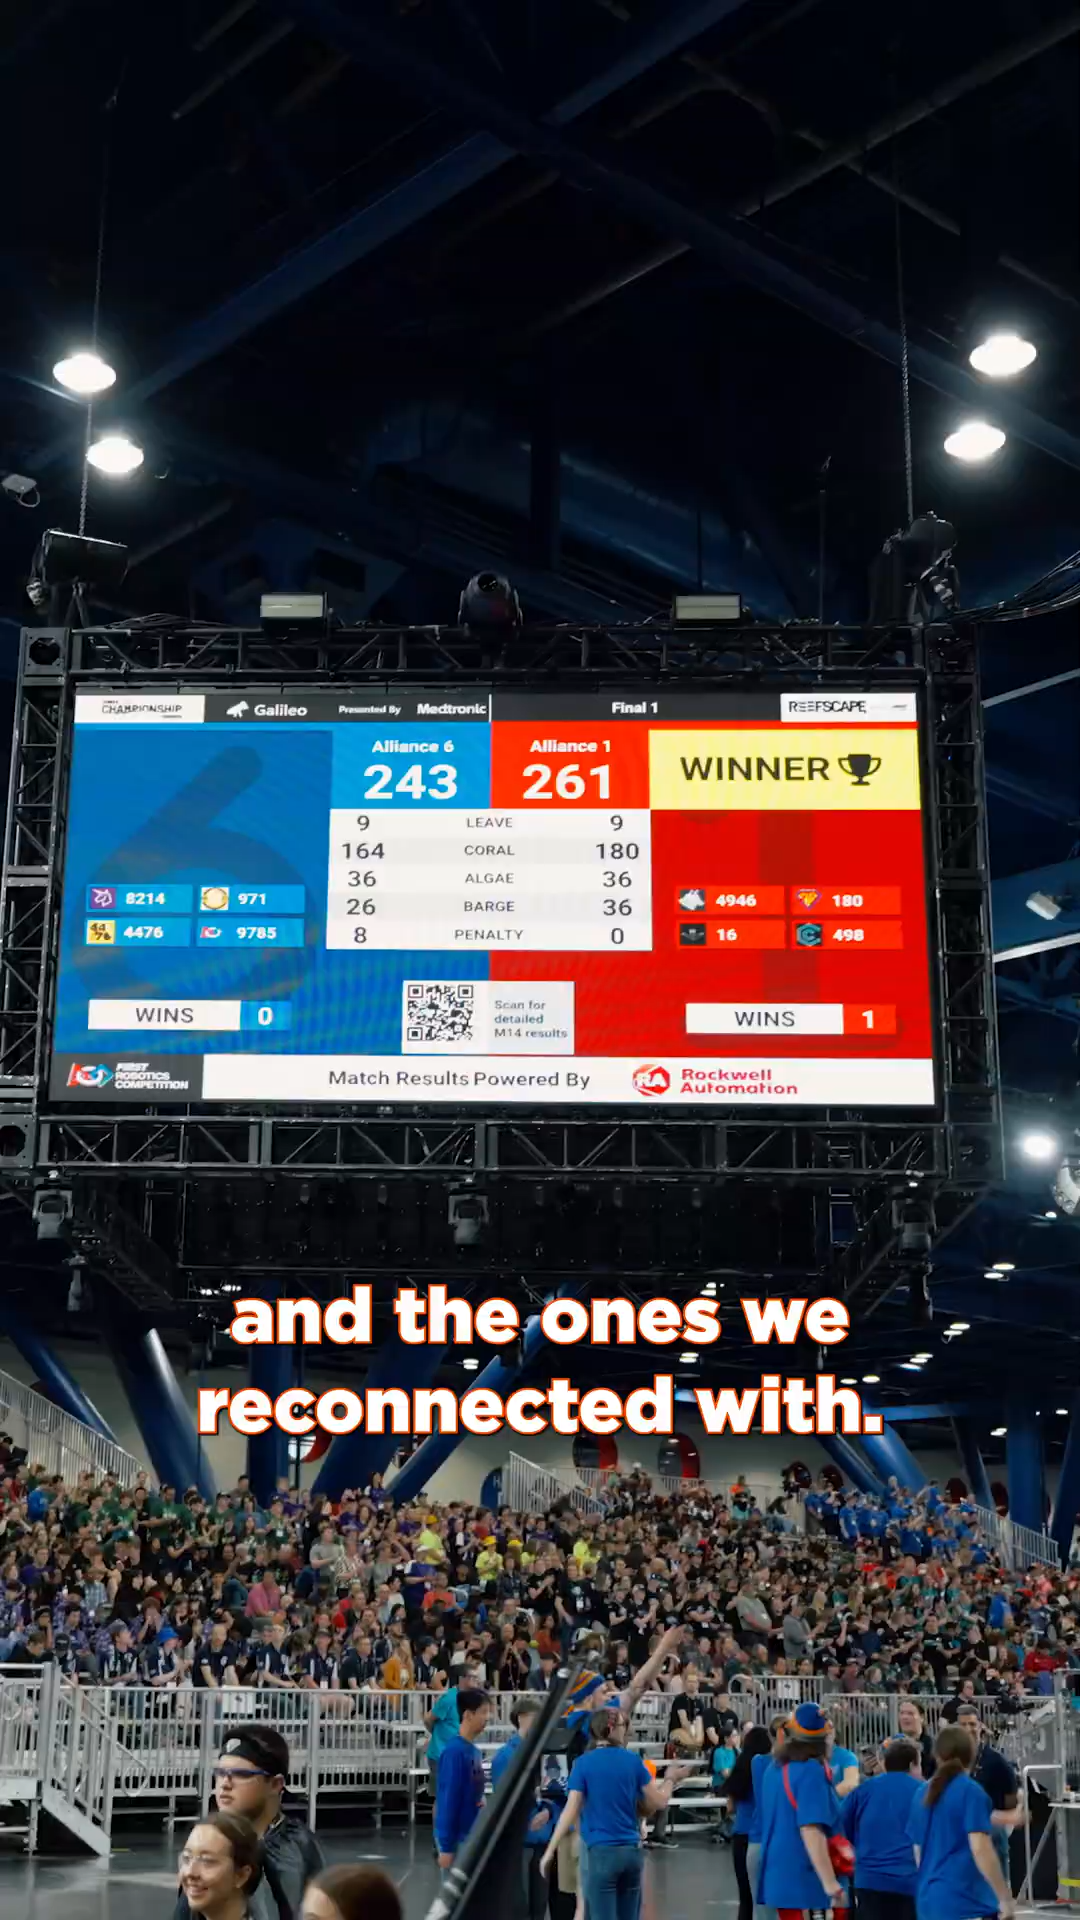 CHAMPIONSHIP
Galileo
Presented By
Medtronic
Final 1
REEFSCAPE
Alliance 6
243
Alliance 1
261
WINNER
9 LEAVE 9
164 CORAL 180
36 ALGAE 36
26 BARGE 36
8 PENALTY 0
8214
971
4476
9785
4946
180
16
498
WINS 0
WINS 1
Scan for
detailed
M14 results
FIRST
ROBOTICS
COMPETITION
Match Results Powered By
RA
Rockwell
Automation
and the ones we
reconnected with.